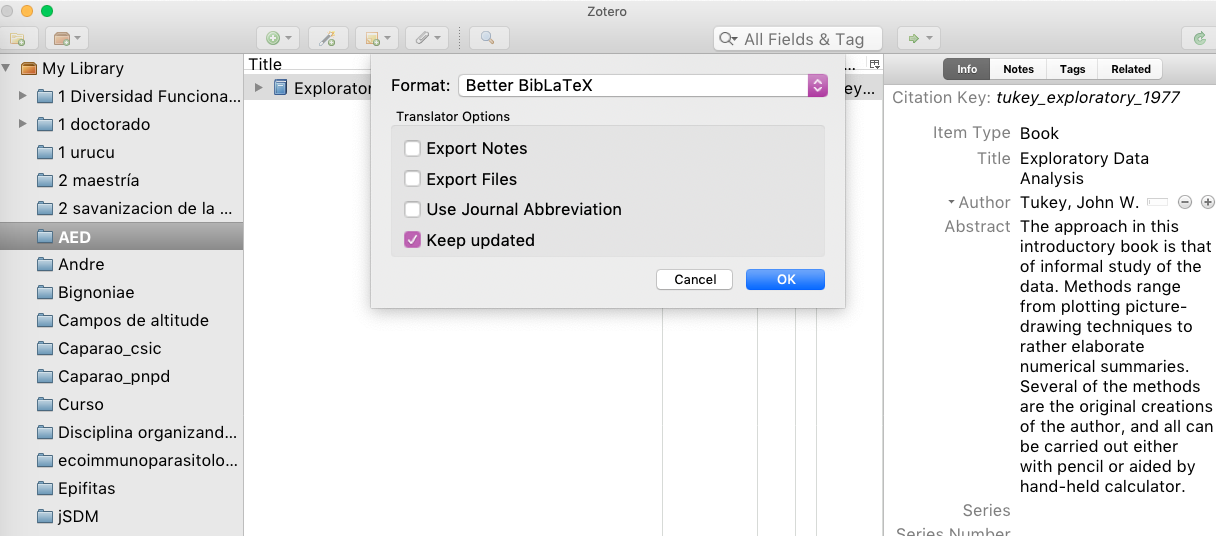 Zotero
All Fields & Tag
My Library
1 Diversidad Funciona...
1 doctorado
1 urucu
2 maestría
2 savanizacion de la ...
AED
Andre
Bignoniae
Campos de altitude
Caparao_csic
Caparao_pnpd
Curso
Disciplina organizand...
ecoimmunoparasitolo...
Epifitas
jSDM
Title
...
Explorator
ey...
Format: Better BibLaTeX
Translator Options
Export Notes
Export Files
Use Journal Abbreviation
Keep updated
Cancel OK
Info Notes Tags Related
Citation Key: tukey_exploratory_1977
Item Type Book
Title Exploratory Data
Analysis
Author Tukey, John W.
Abstract The approach in this
introductory book is that
of informal study of the
data. Methods range
from plotting picture-
drawing techniques to
rather elaborate
numerical summaries.
Several of the methods
are the original creations
of the author, and all can
be carried out either
with pencil or aided by
hand-held calculator.
Series
Series Number